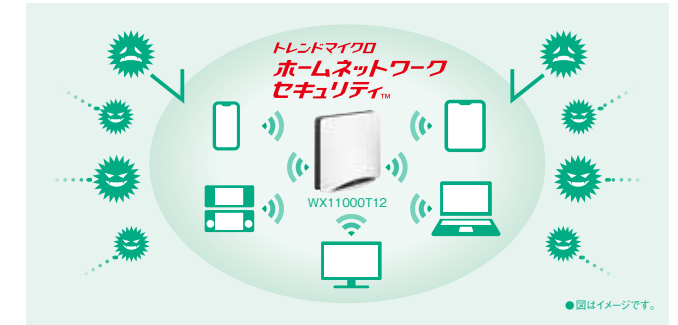 トレンドマイクロ
ホームネットワーク
セキュリティ™
WX11000T12
●図はイメージです。